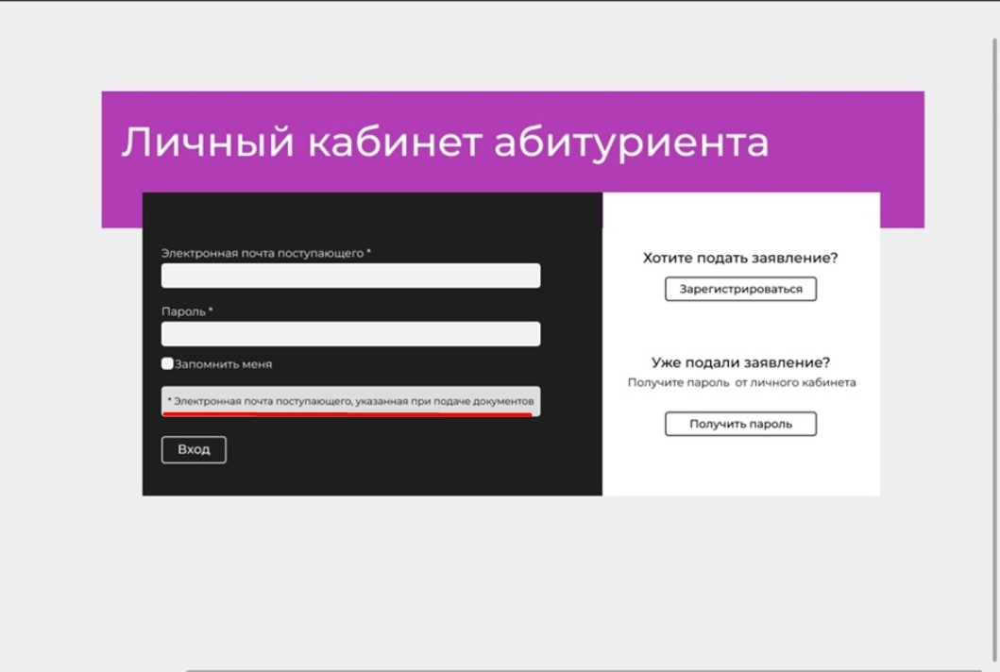 Личный кабинет абитуриента
Электронная почта поступающего *
Пароль *
Запомнить меня
* Электронная почта поступающего, указанная при подаче документов
Вход
Хотите подать заявление?
Зарегистрироваться
Уже подали заявление?
Получите пароль от личного кабинета
Получить пароль